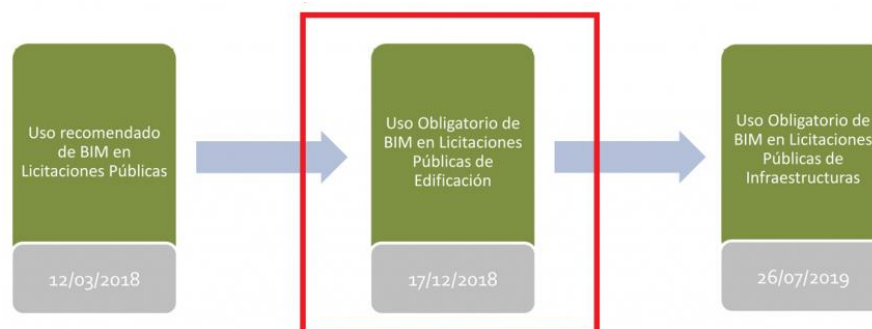 Uso recomendado
de BIM en
Licitaciones Públicas
12/03/2018
Uso Obligatorio de
BIM en Licitaciones
Públicas de
Edificación
17/12/2018
Uso Obligatorio de
BIM en Licitaciones
Públicas de
Infraestructuras
26/07/2019